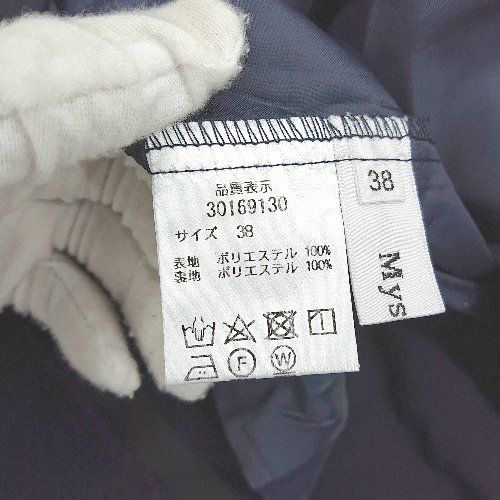 品質表示
30169130
サイズ 38
表地 ポリエステル 100%
裏地 ポリエステル 100%
F W
38
Mys